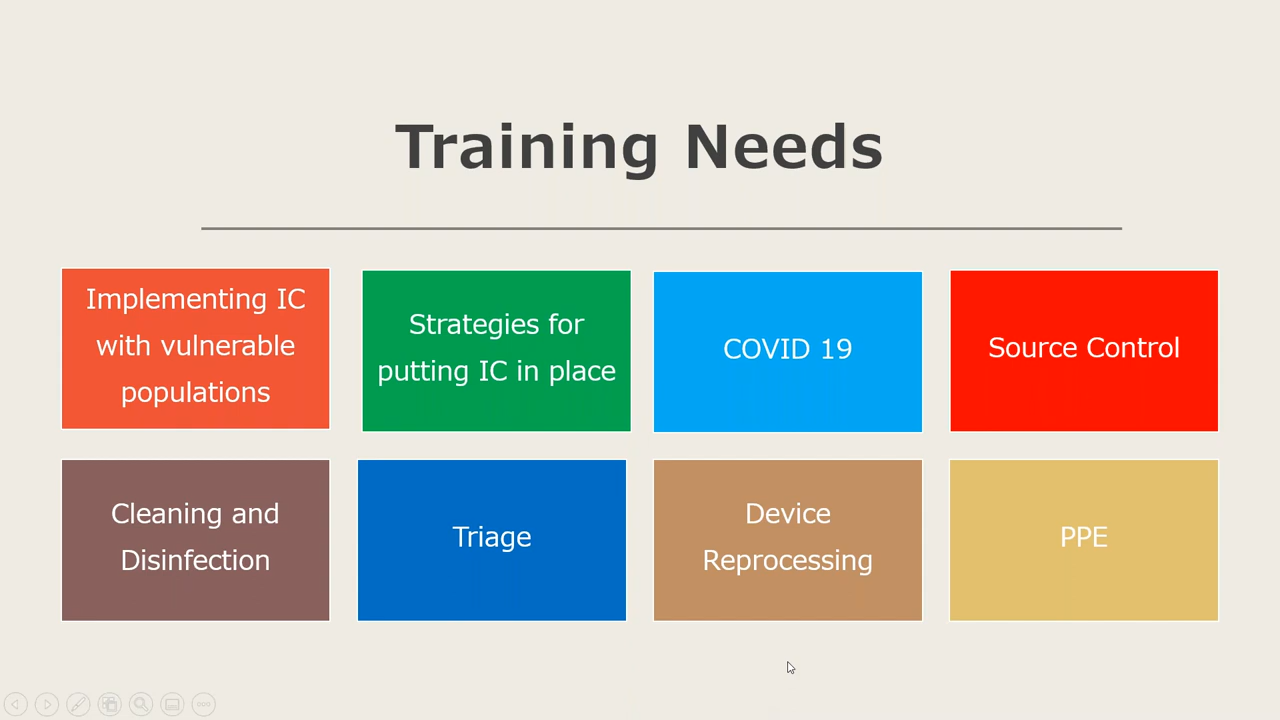 Training Needs
Implementing IC
with vulnerable
populations
Strategies for
putting IC in place
COVID 19
Source Control
Cleaning and
Disinfection
Triage
Device
Reprocessing
PPE